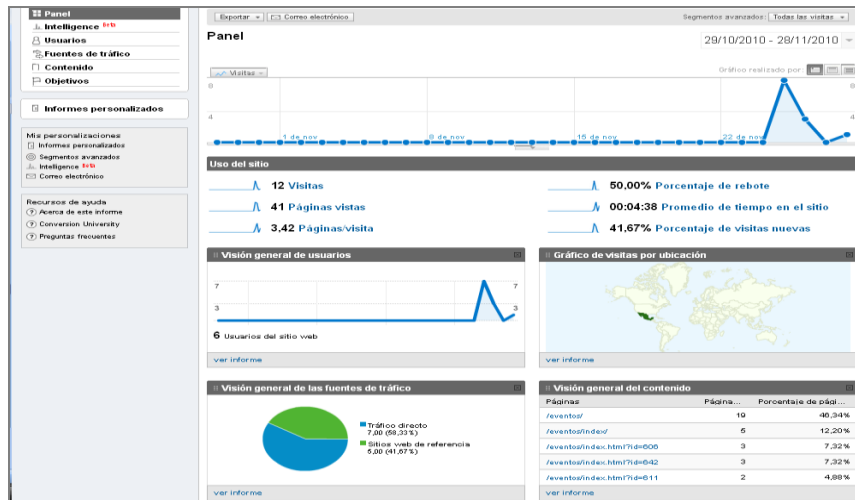 Panel
Intelligence Beta
Usuarios
Fuentes de tráfico
Contenido
Objetivos
Informes personalizados
Mis personalizaciones
Informes personalizados
Segmentos avanzados
Intelligence Beta
Correo electrónico
Recursos de ayuda
Acerca de este informe
Conversion University
Preguntas frecuentes
Exportar
Correo electrónico
Segmentos avanzados: Todas las visitas
Panel
29/10/2010 - 28/11/2010
Visitas
Gráfico realizado por:
8 8
4 4
1 de nov 8 de nov 15 de nov 22 de nov
Uso del sitio
12 Visitas
41 Páginas vistas
3,42 Páginas/visita
50,00% Porcentaje de rebote
00:04:38 Promedio de tiempo en el sitio
41,67% Porcentaje de visitas nuevas
Visión general de usuarios
7 7
3 3
6 Usuarios del sitio web
ver informe
Gráfico de visitas por ubicación
ver informe
Visión general de las fuentes de tráfico
Tráfico directo
7,00 (58,33%)
Sitios web de referencia
5,00 (41,67%)
ver informe
Visión general del contenido
Páginas Página... Porcentaje de pági...
/eventos/ 19 46,34%
/eventos/index/ 5 12,20%
/eventos/index.html?id=606 3 7,32%
/eventos/index.html?id=642 3 7,32%
/eventos/index.html?id=611 2 4,88%
ver informe